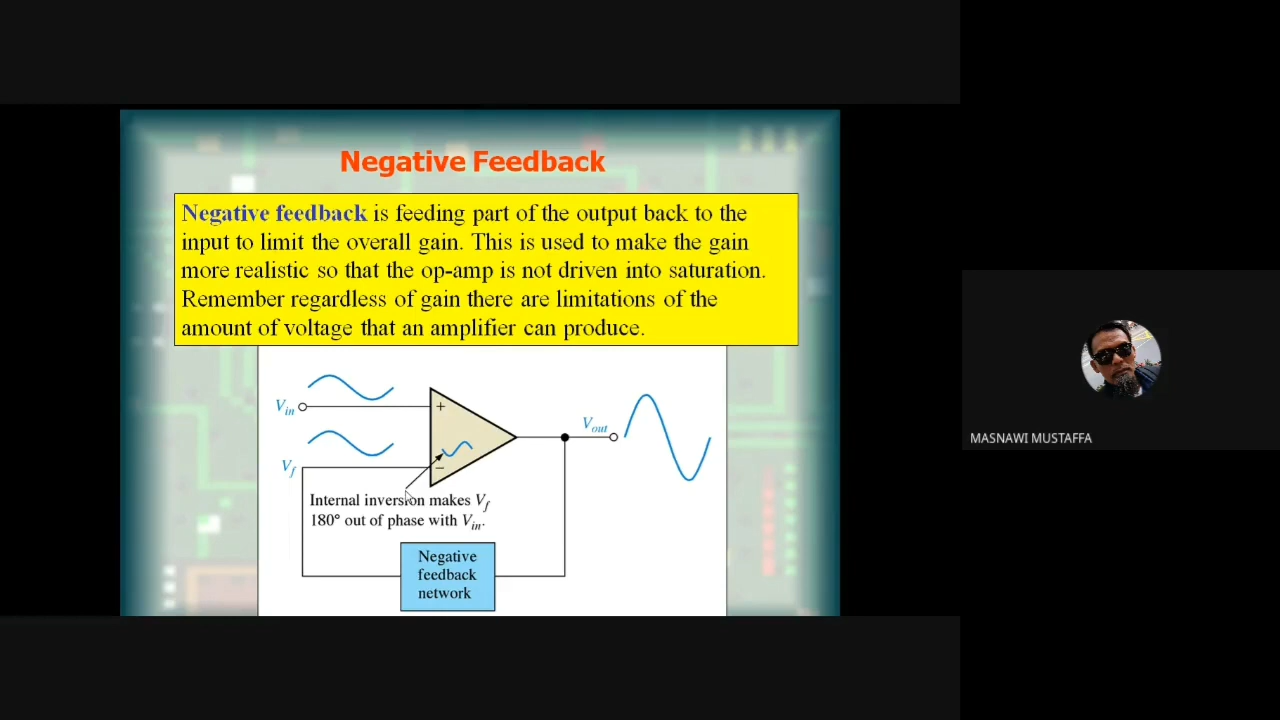 Negative Feedback
Negative feedback is feeding part of the output back to the
input to limit the overall gain. This is used to make the gain
more realistic so that the op-amp is not driven into saturation.
Remember regardless of gain there are limitations of the
amount of voltage that an amplifier can produce.
Vin
+
Vout
Vf
−
Internal inversion makes Vf
180° out of phase with Vin.
Negative
feedback
network
MASNAWI MUSTAFFA